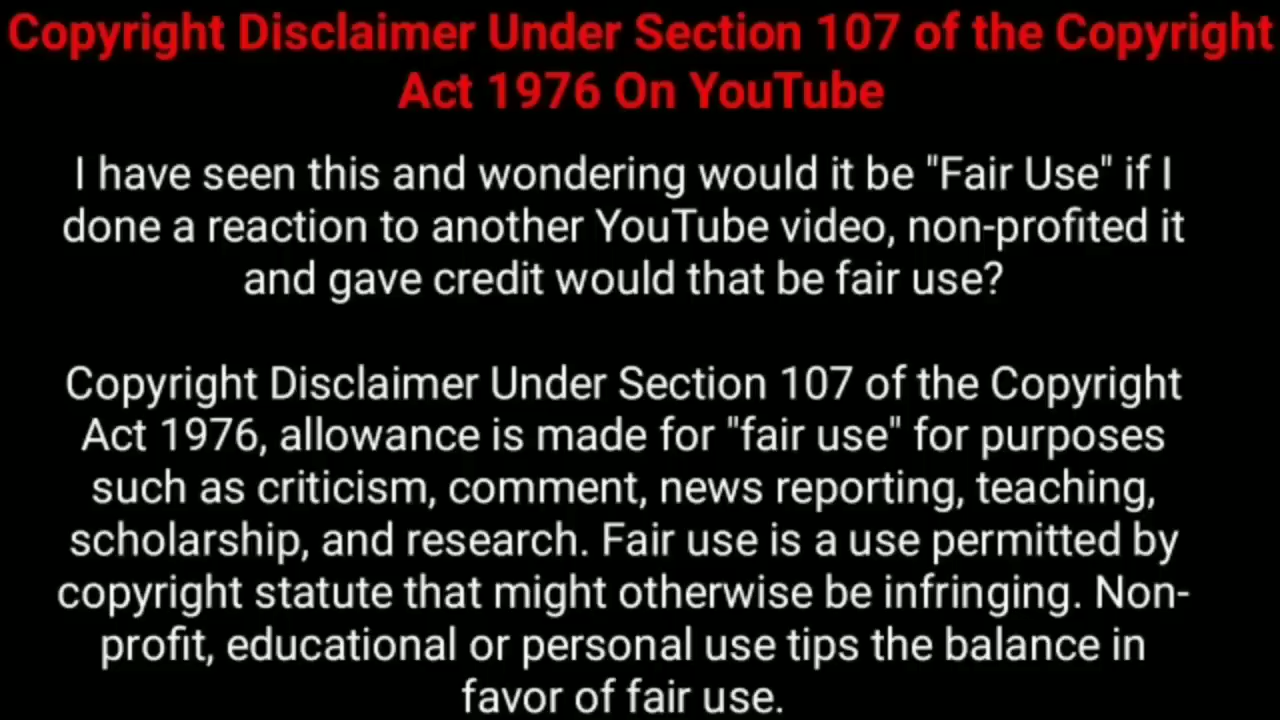 Copyright Disclaimer Under Section 107 of the Copyright
Act 1976 On YouTube
I have seen this and wondering would it be "Fair Use" if I
done a reaction to another YouTube video, non-profited it
and gave credit would that be fair use?
Copyright Disclaimer Under Section 107 of the Copyright
Act 1976, allowance is made for "fair use" for purposes
such as criticism, comment, news reporting, teaching,
scholarship, and research. Fair use is a use permitted by
copyright statute that might otherwise be infringing. Non-
profit, educational or personal use tips the balance in
favor of fair use.